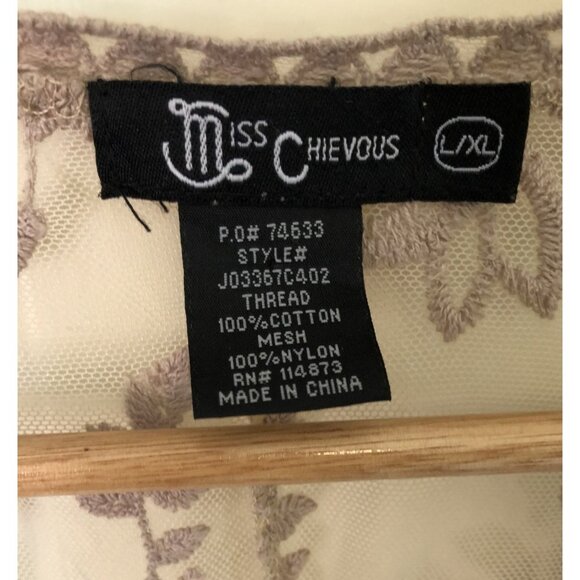 Miss Chievous L/XL
P.O# 74633
STYLE#
J03367C402
THREAD
100%COTTON
MESH
100%NYLON
RN# 114873
MADE IN CHINA